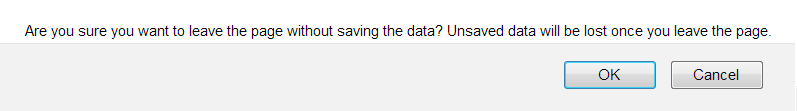 Are you sure you want to leave the page without saving the data? Unsaved data will be lost once you leave the page.
OK Cancel